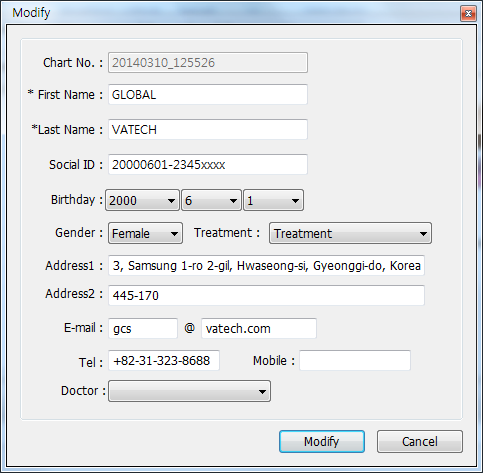 Modify
Chart No. : 20140310_125526
* First Name : GLOBAL
*Last Name : VATECH
Social ID : 20000601-2345xxxx
Birthday : 2000 6 1
Gender : Female Treatment : Treatment
Address1 : 3, Samsung 1-ro 2-gil, Hwaseong-si, Gyeonggi-do, Korea
Address2 : 445-170
E-mail : gcs @ vatech.com
Tel : +82-31-323-8688 Mobile :
Doctor :
Modify Cancel